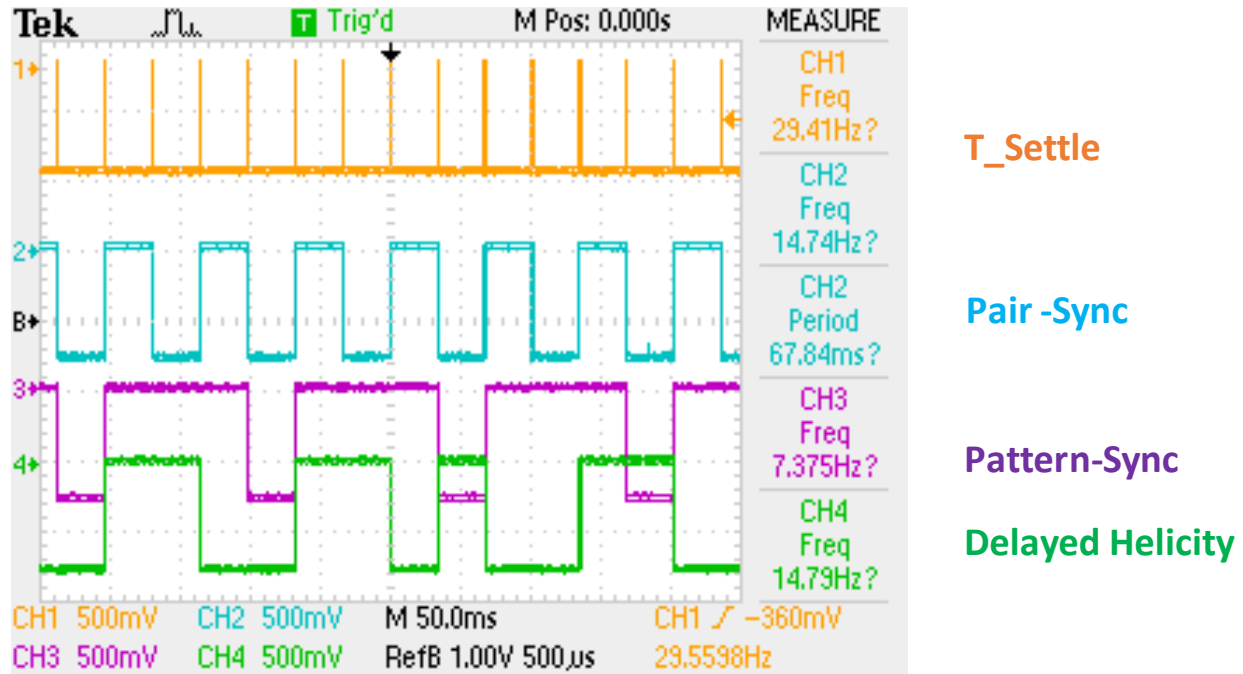 Tek T Trig'd M Pos: 0.000s MEASURE
1
CH1
Freq
29.41Hz?
T_Settle
CH2
Freq
14.74Hz?
2
CH2
Period
67.84ms?
Pair -Sync
B
3
CH3
Freq
7.375Hz?
Pattern-Sync
4
CH4
Freq
14.79Hz?
Delayed Helicity
CH1 500mV CH2 500mV M 50.0ms CH1 -360mV
CH3 500mV CH4 500mV RefB 1.00V 500µs 29.5598Hz